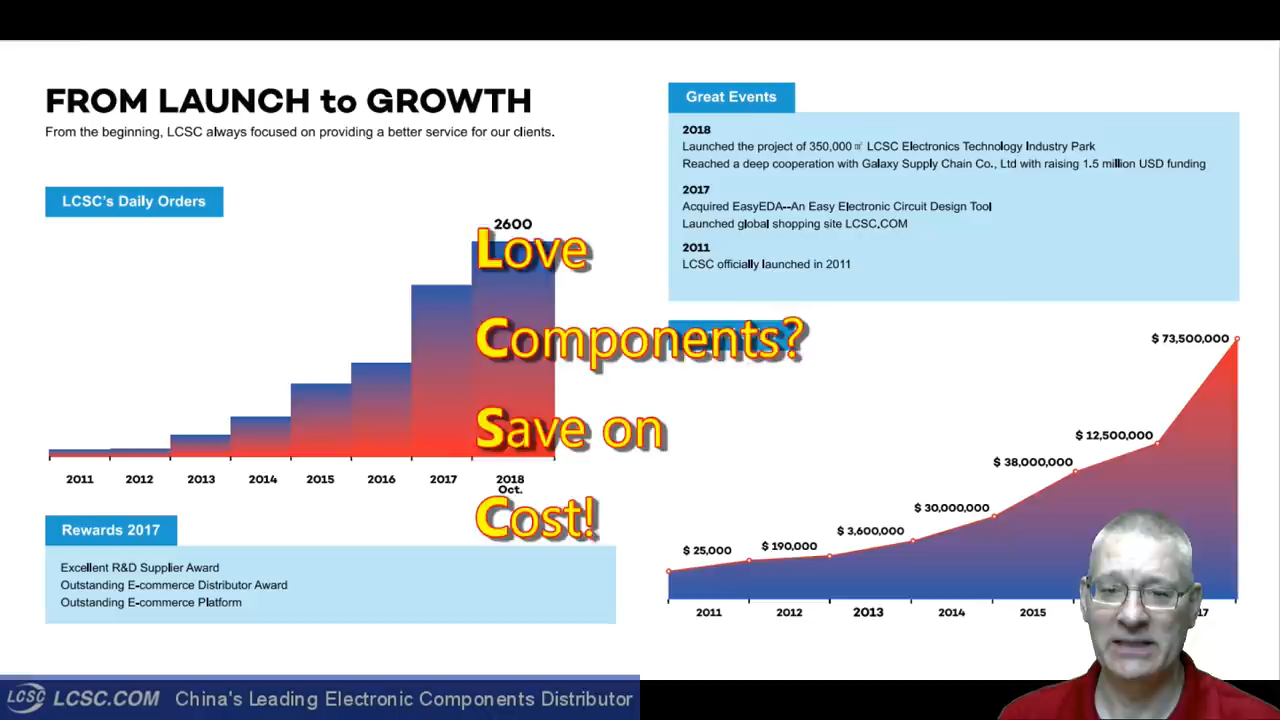 FROM LAUNCH to GROWTH
From the beginning, LCSC always focused on providing a better service for our clients.
LCSC's Daily Orders
2600
2011 2012 2013 2014 2015 2016 2017 2018
Oct.
Rewards 2017
Excellent R&D Supplier Award
Outstanding E-commerce Distributor Award
Outstanding E-commerce Platform
Love
Components?
Save on
Cost!
Great Events
2018
Launched the project of 350,000㎡ LCSC Electronics Technology Industry Park
Reached a deep cooperation with Galaxy Supply Chain Co., Ltd with raising 1.5 million USD funding
2017
Acquired EasyEDA--An Easy Electronic Circuit Design Tool
Launched global shopping site LCSC.COM
2011
LCSC officially launched in 2011
$ 73,500,000
$ 12,500,000
$ 38,000,000
$ 30,000,000
$ 3,600,000
$ 190,000
$ 25,000
2011 2012 2013 2014 2015
LCSC LCSC.COM China's Leading Electronic Components Distributor